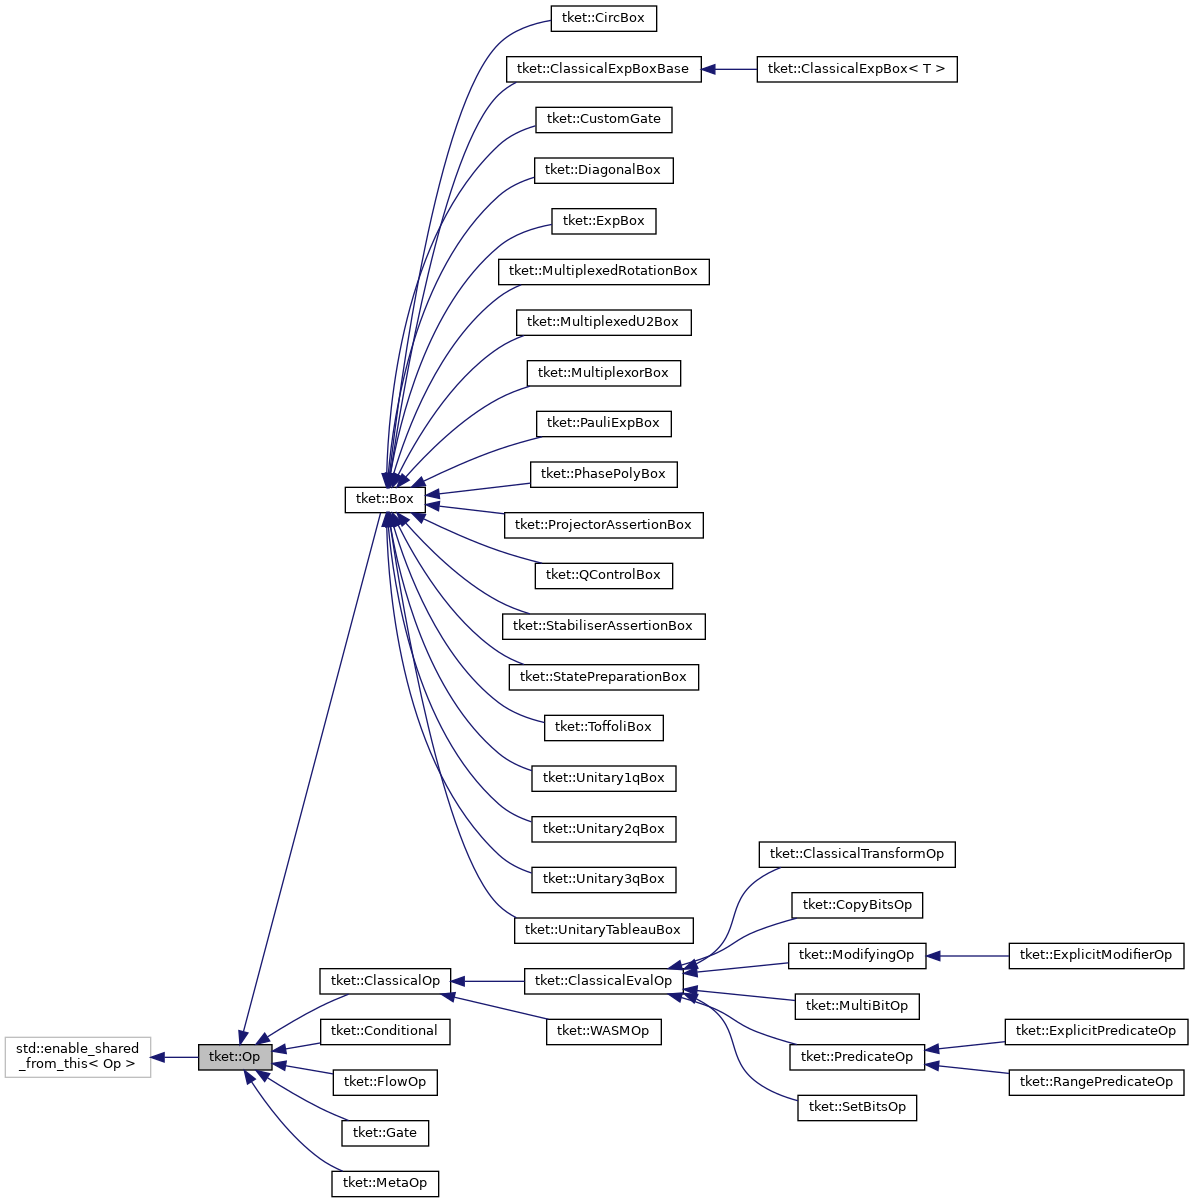 tket::CircBox
tket::ClassicalExpBoxBase
tket::ClassicalExpBox< T >
tket::CustomGate
tket::DiagonalBox
tket::ExpBox
tket::MultiplexedRotationBox
tket::MultiplexedU2Box
tket::MultiplexorBox
tket::PauliExpBox
tket::PhasePolyBox
tket::Box
tket::ProjectorAssertionBox
tket::QControlBox
tket::StabiliserAssertionBox
tket::StatePreparationBox
tket::ToffoliBox
tket::Unitary1qBox
tket::Unitary2qBox
tket::Unitary3qBox
tket::UnitaryTableauBox
tket::ClassicalTransformOp
tket::CopyBitsOp
tket::ModifyingOp
tket::ExplicitModifierOp
tket::ClassicalOp
tket::ClassicalEvalOp
tket::MultiBitOp
tket::Conditional
tket::WASMOp
tket::ExplicitPredicateOp
std::enable_shared
_from_this< Op >
tket::Op
tket::PredicateOp
tket::FlowOp
tket::RangePredicateOp
tket::SetBitsOp
tket::Gate
tket::MetaOp